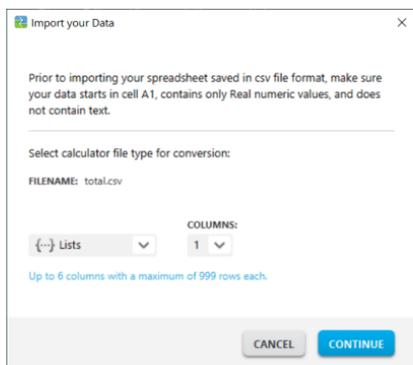 Import your Data
Prior to importing your spreadsheet saved in csv file format, make sure
your data starts in cell A1, contains only Real numeric values, and does
not contain text.
Select calculator file type for conversion:
FILENAME: total.csv
COLUMNS:
{···} Lists 1
Up to 6 columns with a maximum of 999 rows each.
CANCEL CONTINUE